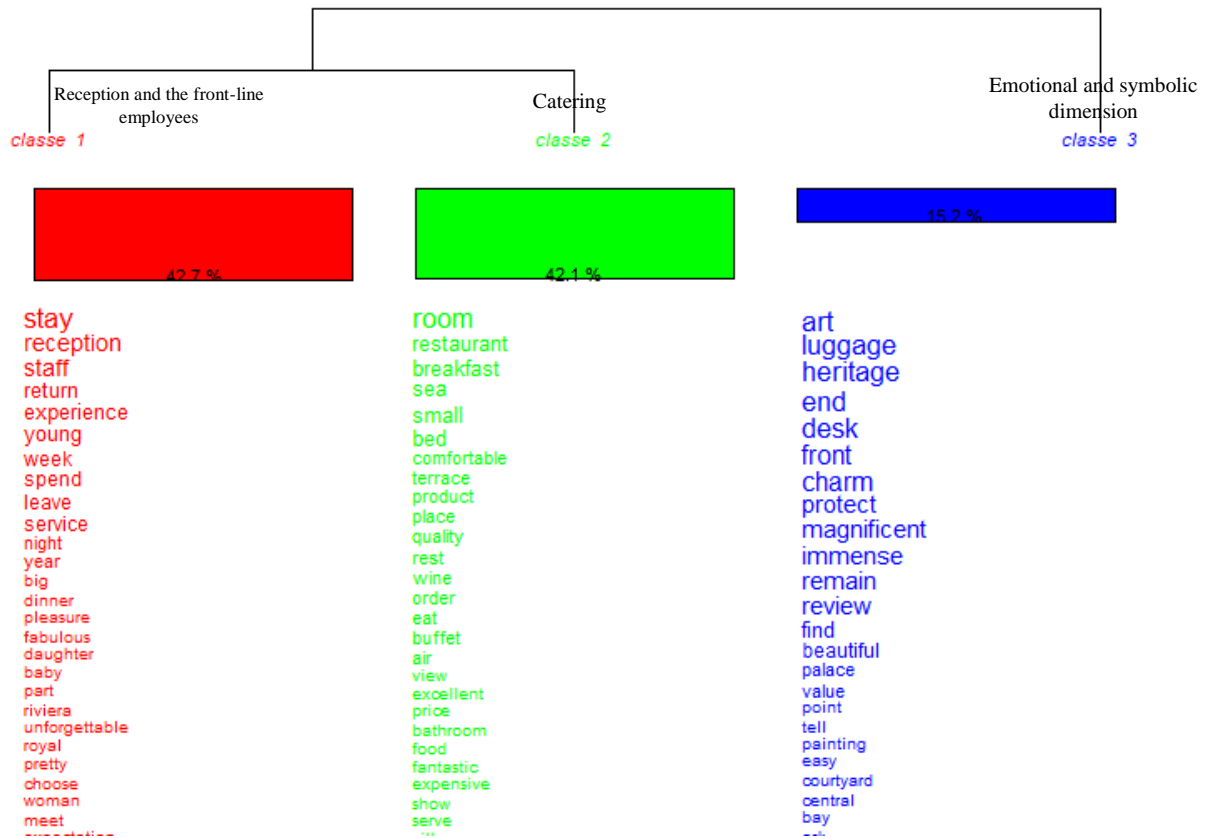 Reception and the front-line
employees
classe 1
Catering
classe 2
Emotional and symbolic
dimension
classe 3
42.7 %
42.1 %
15.2 %
stay
reception
staff
return
experience
young
week
spend
leave
service
night
year
big
dinner
pleasure
fabulous
daughter
baby
part
riviera
unforgettable
royal
pretty
choose
woman
meet
room
restaurant
breakfast
sea
small
bed
comfortable
terrace
product
place
quality
rest
wine
order
eat
buffet
air
view
excellent
price
bathroom
food
fantastic
expensive
show
serve
art
luggage
heritage
end
desk
front
charm
protect
magnificent
immense
remain
review
find
beautiful
palace
value
point
tell
painting
easy
courtyard
central
bay